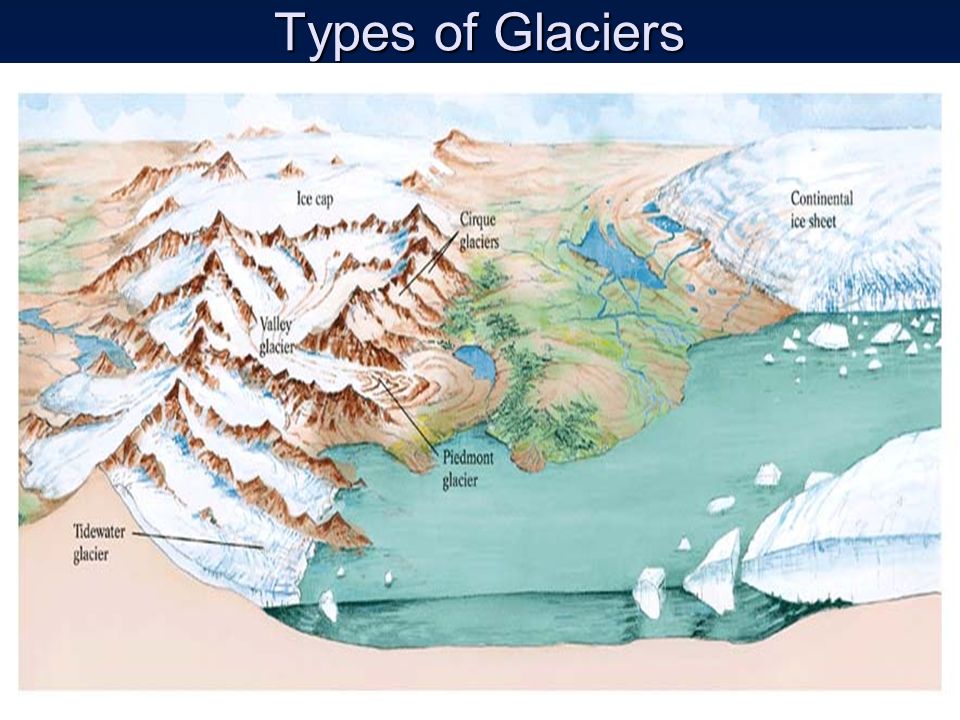 Types of Glaciers
Ice cap
Cirque
glaciers
Continental
ice sheet
Valley
glacier
Piedmont
glacier
Tidewater
glacier